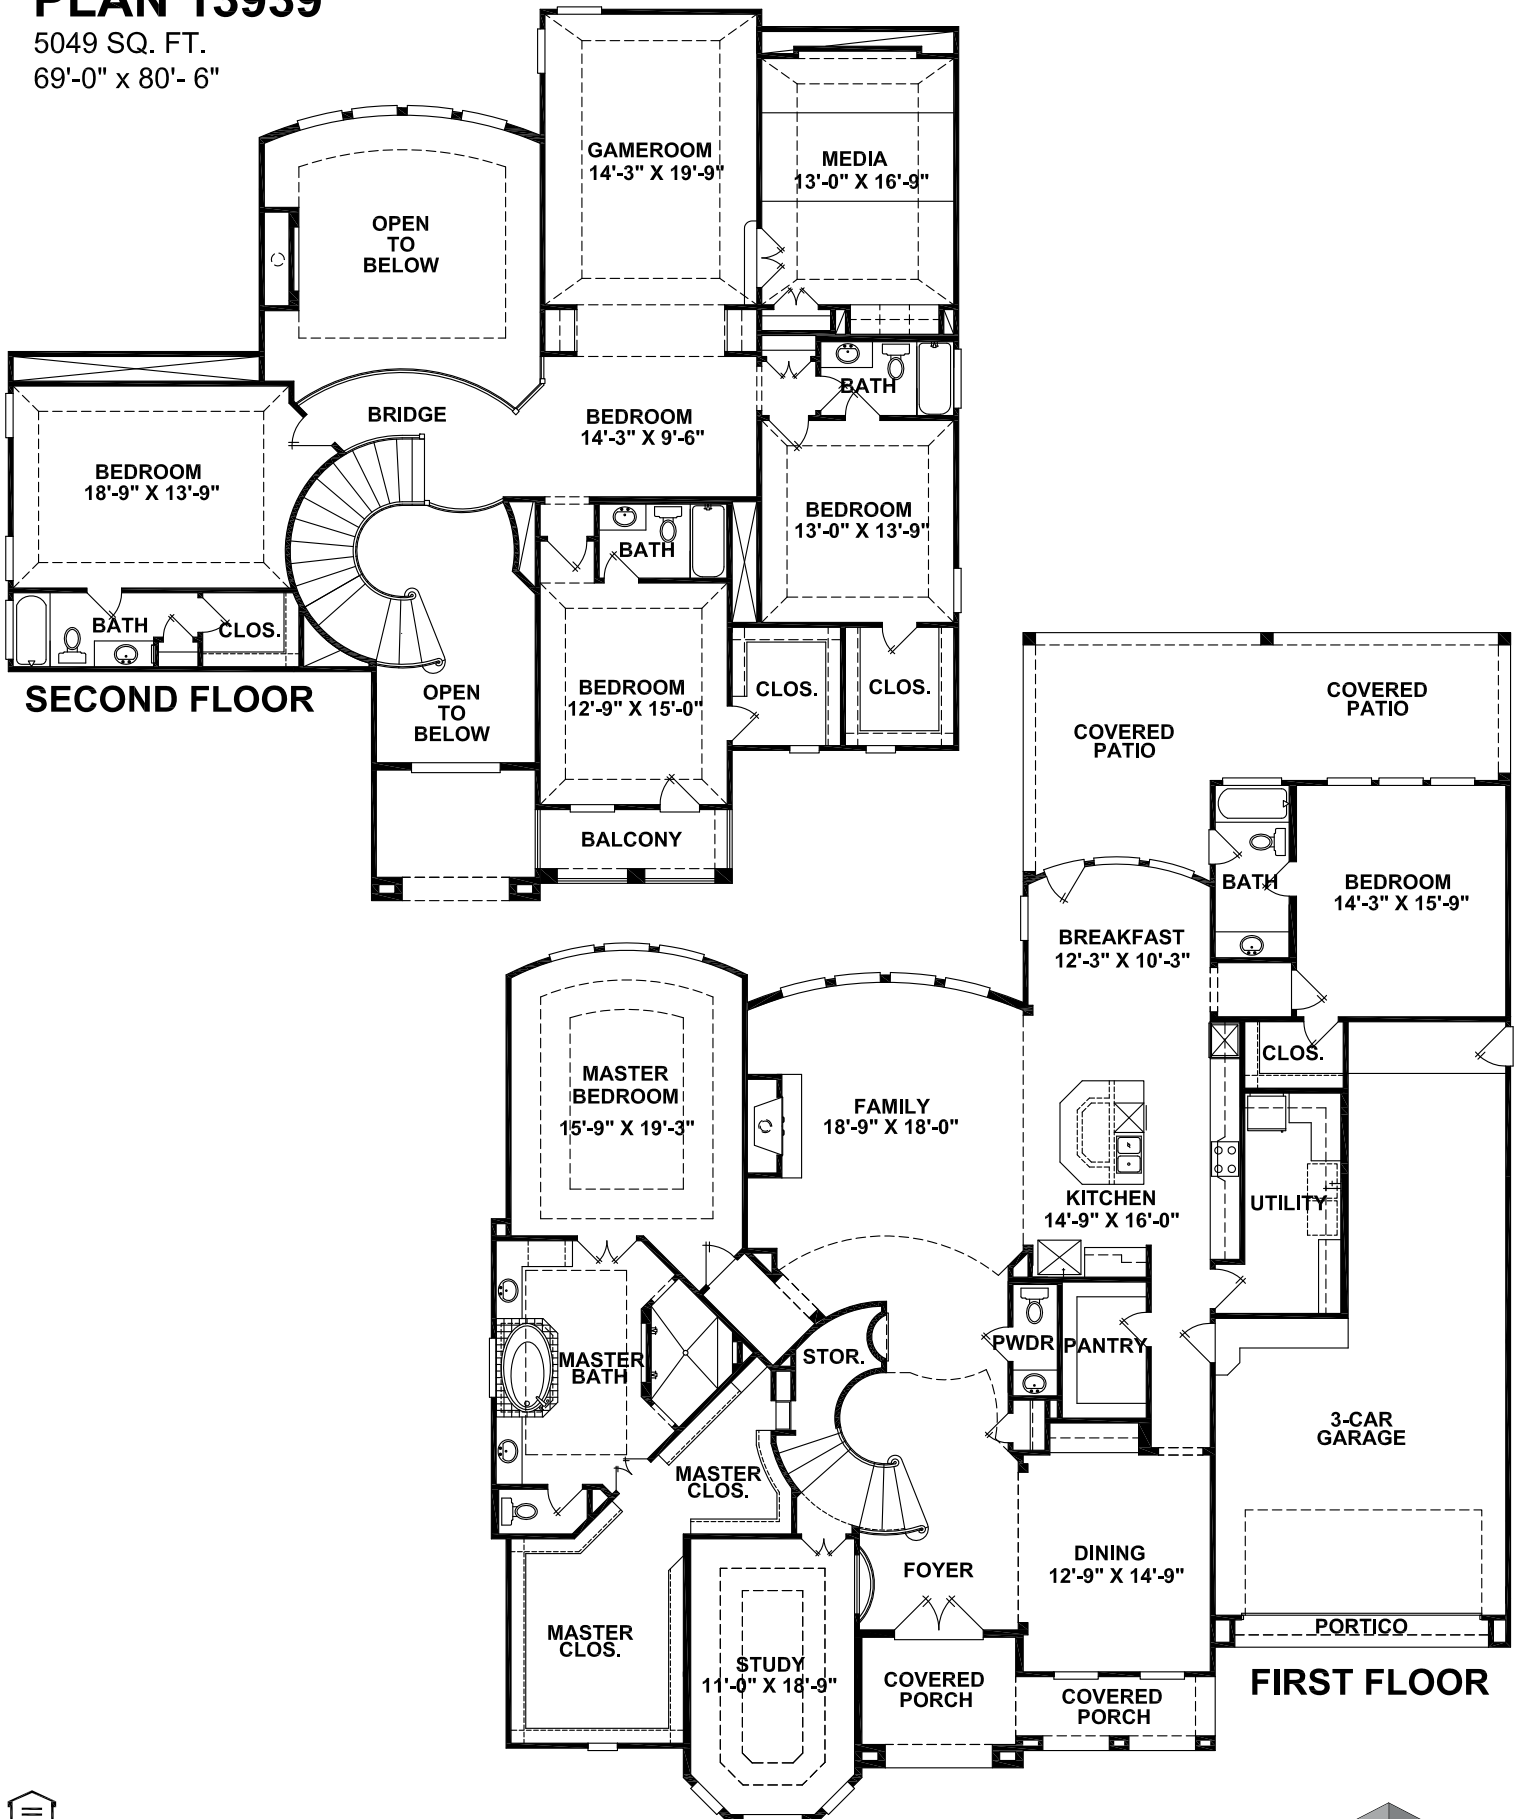 PLAN 13939
5049 SQ. FT.
69'-0" x 80'- 6"
GAMEROOM
14'-3" X 19'-9"
MEDIA
13'-0" X 16'-9"
OPEN
TO
BELOW
BATH
BRIDGE
BEDROOM
14'-3" X 9'-6"
BEDROOM
18'-9" X 13'-9"
BEDROOM
13'-0" X 13'-9"
BATH
BATH
CLOS.
SECOND FLOOR
OPEN
TO
BELOW
BEDROOM
12'-9" X 15'-0"
CLOS.
CLOS.
BALCONY
COVERED
PATIO
COVERED
PATIO
BATH
BEDROOM
14'-3" X 15'-9"
BREAKFAST
12'-3" X 10'-3"
CLOS.
MASTER
BEDROOM
15'-9" X 19'-3"
FAMILY
18'-9" X 18'-0"
KITCHEN
14'-9" X 16'-0"
UTILITY
PWDR
PANTRY
STOR.
MASTER
BATH
3-CAR
GARAGE
MASTER
CLOS.
FOYER
DINING
12'-9" X 14'-9"
MASTER
CLOS.
STUDY
11'-0" X 18'-9"
COVERED
PORCH
COVERED
PORCH
PORTICO
FIRST FLOOR